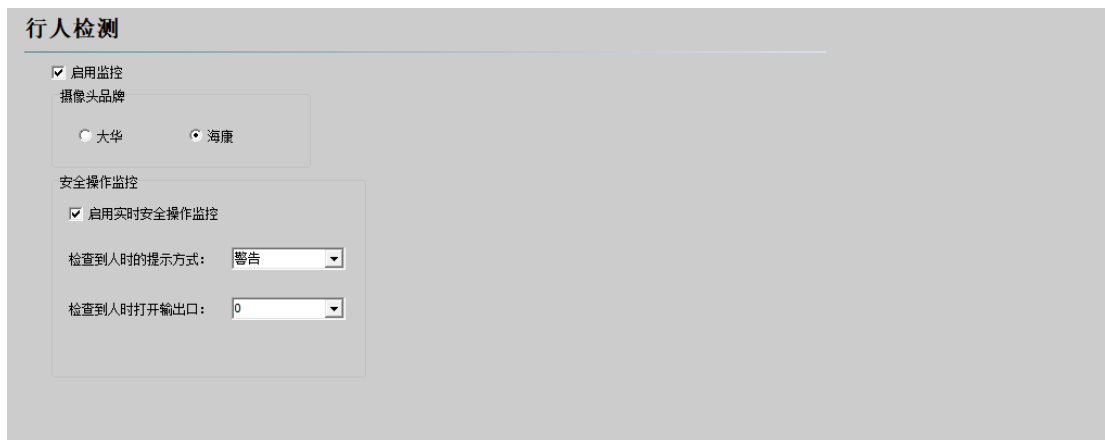 行人检测
启用监控
摄像头品牌
大华 海康
安全操作监控
启用实时安全操作监控
检查到人时的提示方式： 警告
检查到人时打开输出口： 0